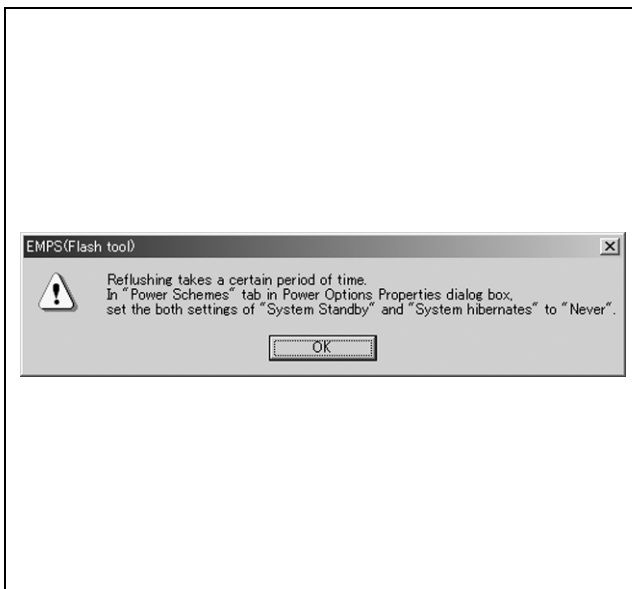 EMPS(Flash tool)
Reflushing takes a certain period of time.
In "Power Schemes" tab in Power Options Properties dialog box,
set the both settings of "System Standby" and "System hibernates" to "Never".
OK